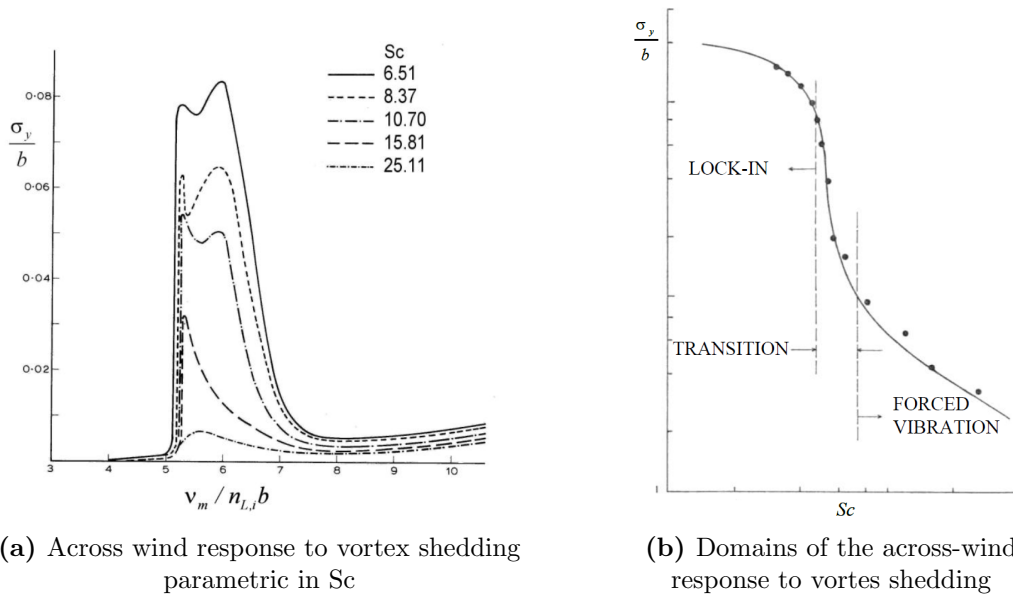 Sc
6.51
8.37
10.70
15.81
25.11
0·08
0·06
0·04
0·02
σy
b
3 4 5 6 7 8 9 10
νm / nL,i b
(a) Across wind response to vortex shedding
parametric in Sc
σy
b
LOCK-IN
TRANSITION
FORCED
VIBRATION
1
Sc
(b) Domains of the across-wind
response to vortes shedding